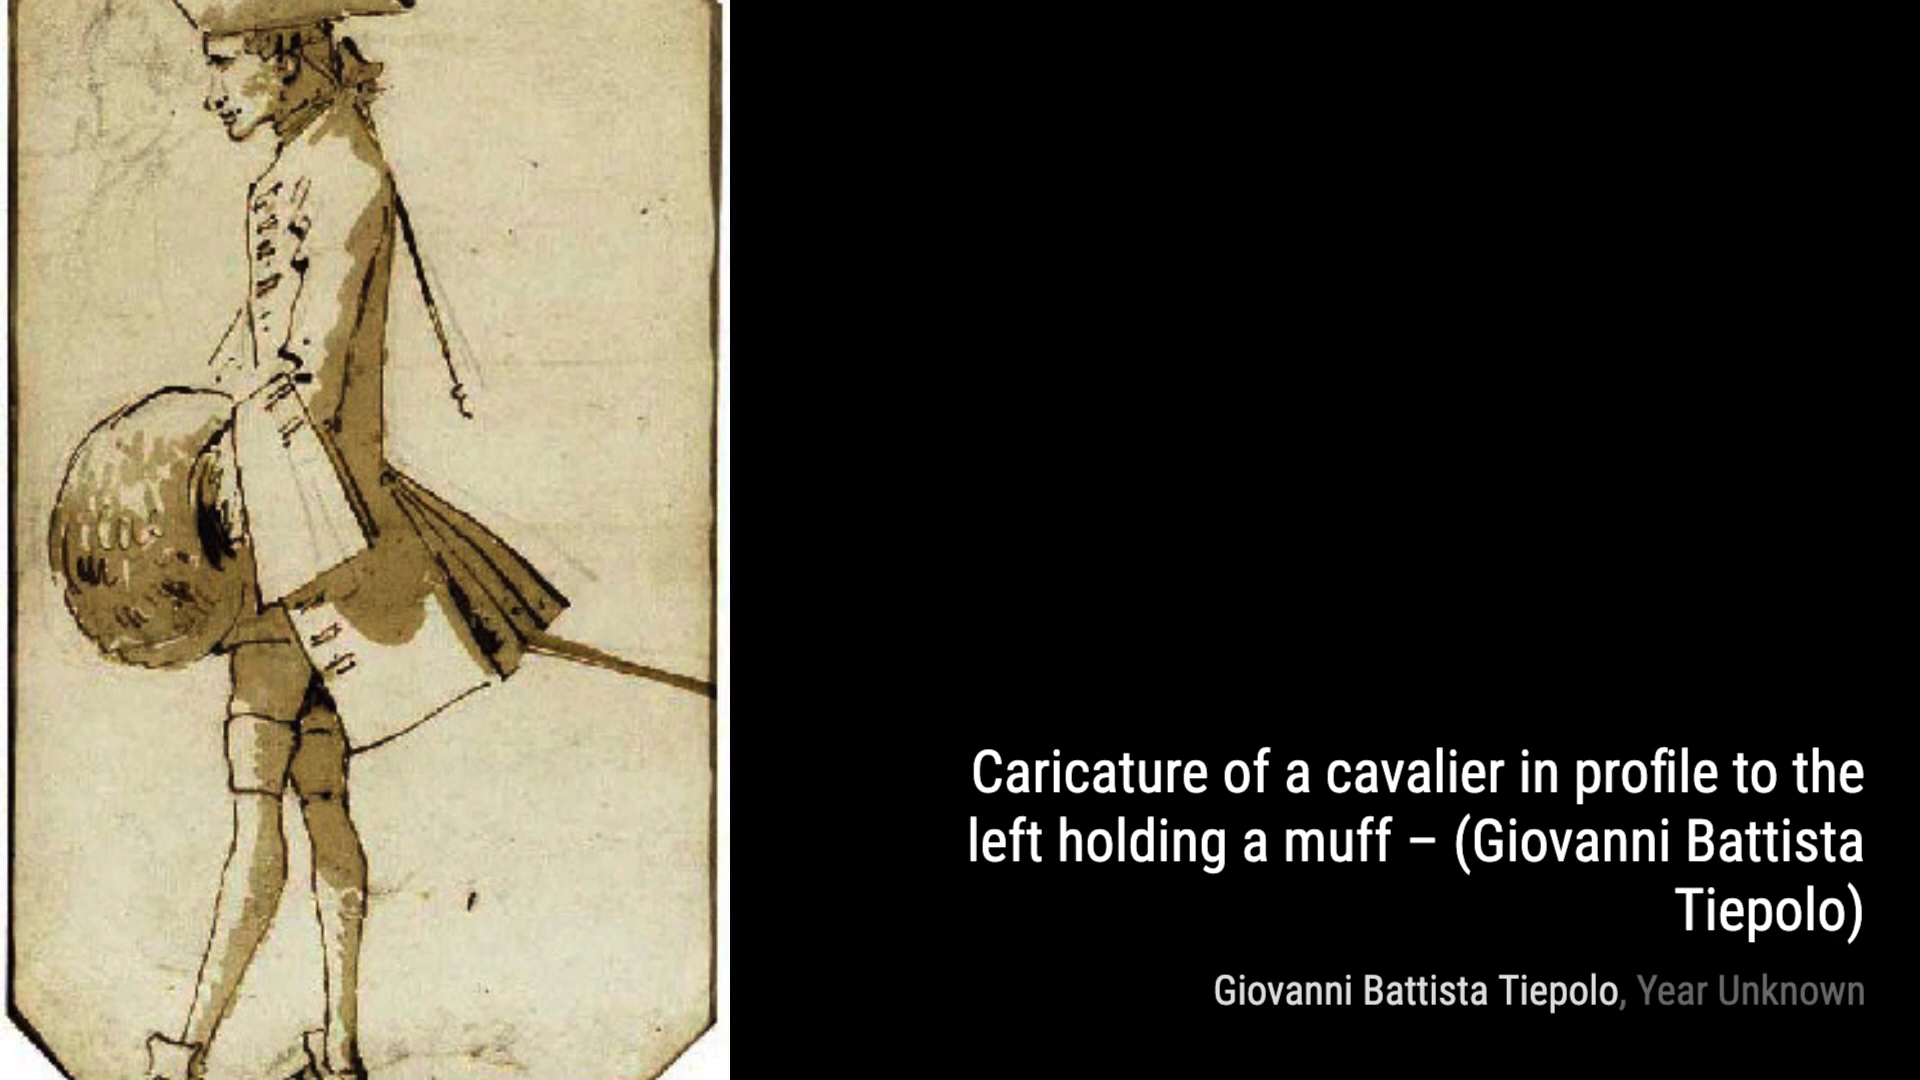 Caricature of a cavalier in profile to the
left holding a muff – (Giovanni Battista
Tiepolo)
Giovanni Battista Tiepolo, Year Unknown